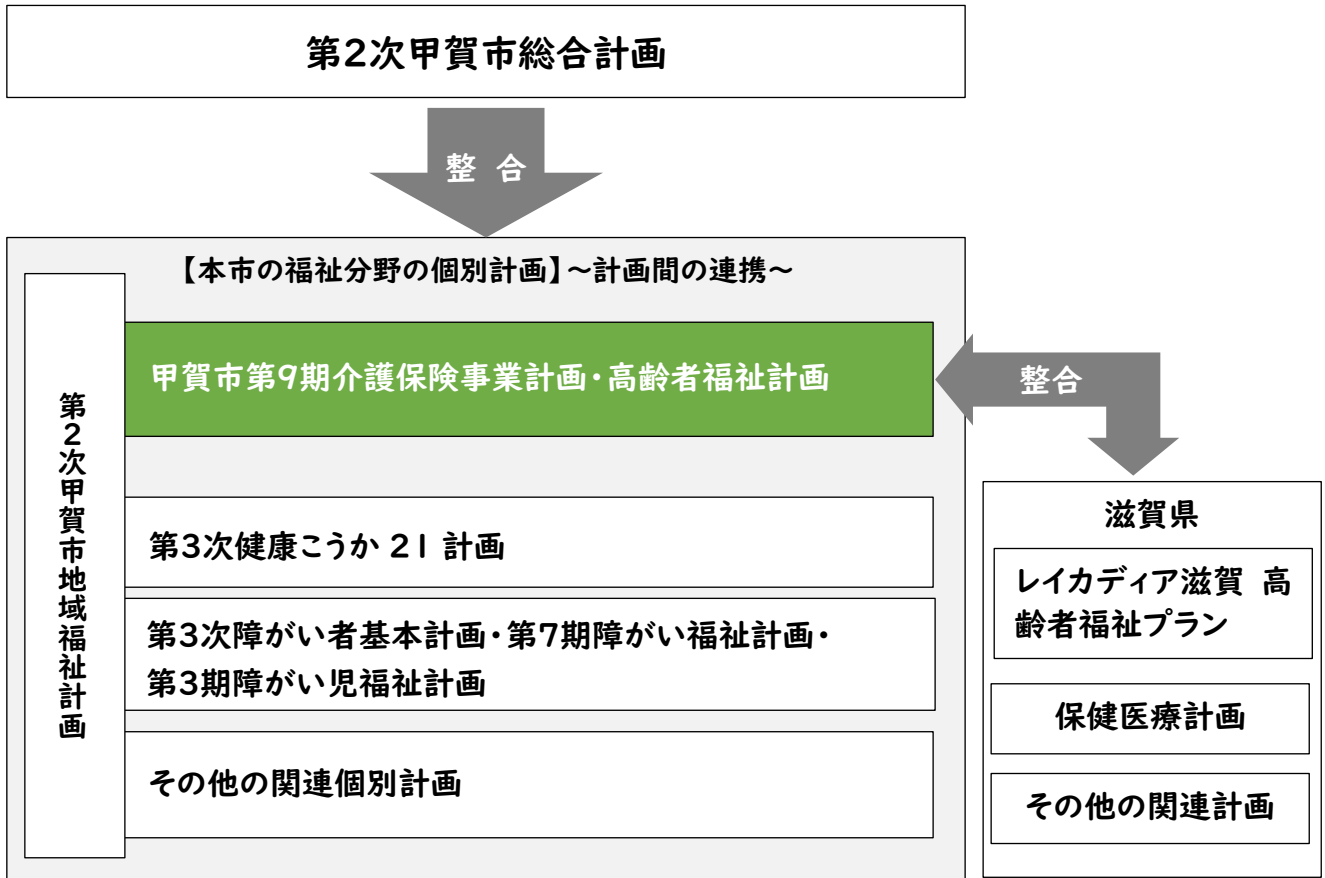 第2次甲賀市総合計画
整 合
【本市の福祉分野の個別計画】～計画間の連携～
第2次甲賀市地域福祉計画
甲賀市第9期介護保険事業計画・高齢者福祉計画
第3次健康こうか 21 計画
第3次障がい者基本計画・第7期障がい福祉計画・
第3期障がい児福祉計画
その他の関連個別計画
整合
滋賀県
レイカディア滋賀 高
齢者福祉プラン
保健医療計画
その他の関連計画